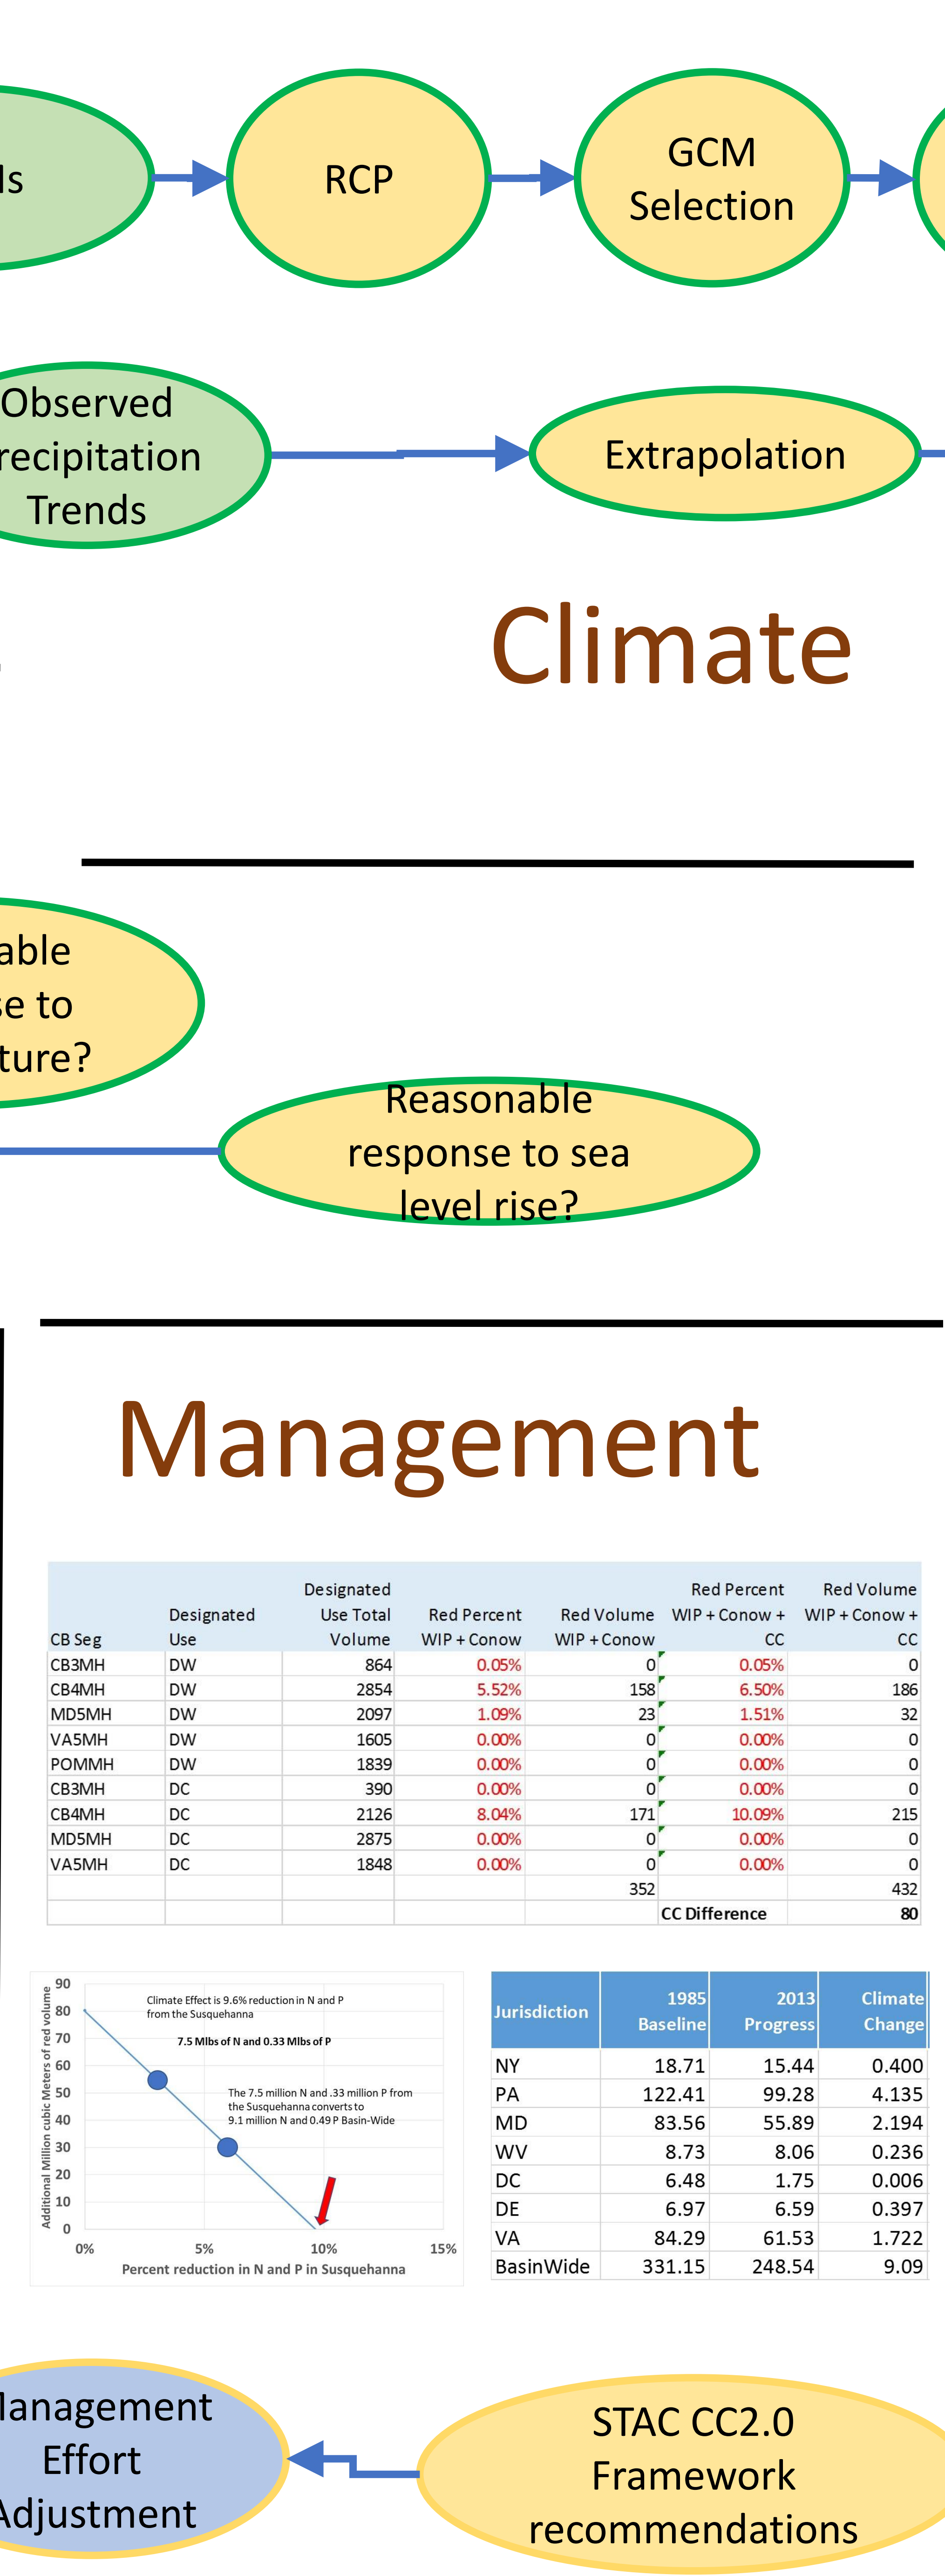 ls
RCP
GCM
Selection
Observed
recipitation
Trends
Extrapolation
Climate
able
se to
ture?
Reasonable
response to sea
level rise?
Management
CB Seg Designated Use Designated Use Total Volume Red Percent WIP + Conow Red Volume WIP + Conow Red Percent WIP + Conow + CC Red Volume WIP + Conow + CC
CB3MH DW 864 0.05% 0 0.05% 0
CB4MH DW 2854 5.52% 158 6.50% 186
MD5MH DW 2097 1.09% 23 1.51% 32
VA5MH DW 1605 0.00% 0 0.00% 0
POMMH DW 1839 0.00% 0 0.00% 0
CB3MH DC 390 0.00% 0 0.00% 0
CB4MH DC 2126 8.04% 171 10.09% 215
MD5MH DC 2875 0.00% 0 0.00% 0
VA5MH DC 1848 0.00% 0 0.00% 0
352 432
CC Difference 80
Additional Million cubic Meters of red volume
90
80
70
60
50
40
30
20
10
0
Climate Effect is 9.6% reduction in N and P
from the Susquehanna
7.5 Mlbs of N and 0.33 Mlbs of P
The 7.5 million N and .33 million P from
the Susquehanna converts to
9.1 million N and 0.49 P Basin-Wide
0% 5% 10% 15%
Percent reduction in N and P in Susquehanna
Jurisdiction 1985 Baseline 2013 Progress Climate Change
NY 18.71 15.44 0.400
PA 122.41 99.28 4.135
MD 83.56 55.89 2.194
WV 8.73 8.06 0.236
DC 6.48 1.75 0.006
DE 6.97 6.59 0.397
VA 84.29 61.53 1.722
BasinWide 331.15 248.54 9.09
anagement
Effort
Adjustment
STAC CC2.0
Framework
recommendations